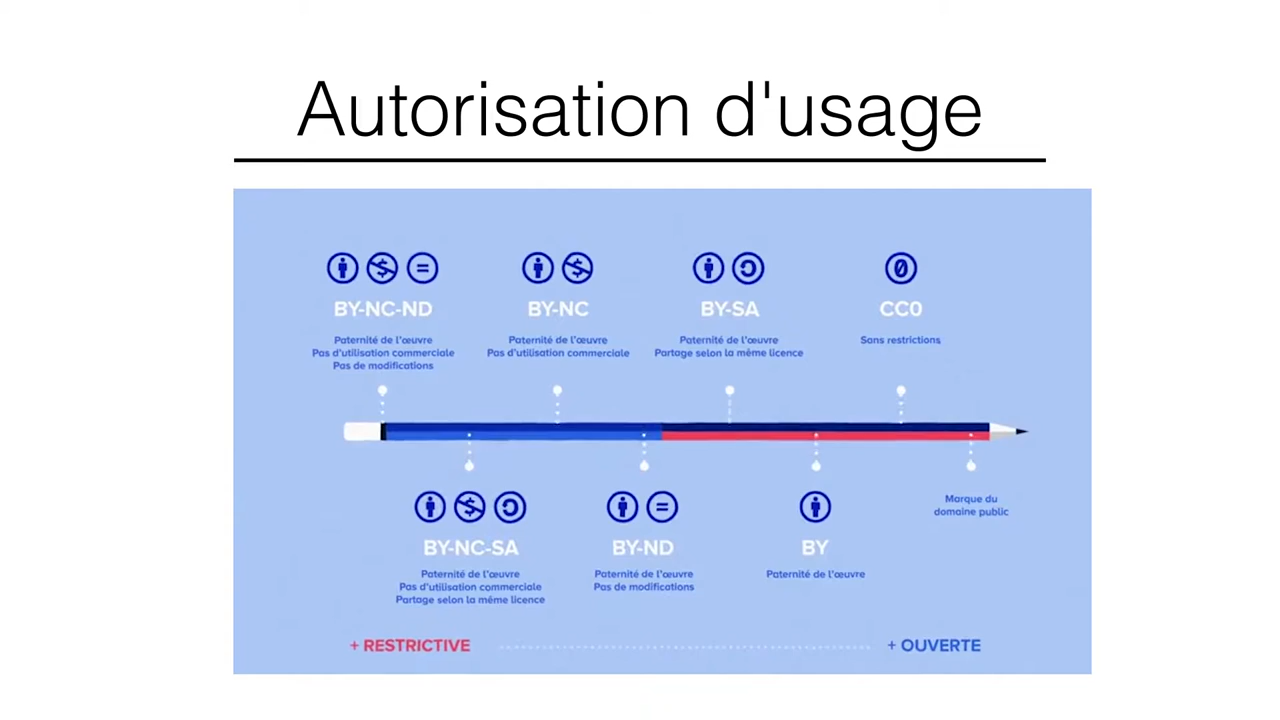 Autorisation d'usage
BY-NC-ND
Paternité de l'œuvre
Pas d'utilisation commerciale
Pas de modifications
BY-NC
Paternité de l'œuvre
Pas d'utilisation commerciale
BY-SA
Paternité de l'œuvre
Partage selon la même licence
CC0
Sans restrictions
BY-NC-SA
Paternité de l'œuvre
Pas d'utilisation commerciale
Partage selon la même licence
BY-ND
Paternité de l'œuvre
Pas de modifications
BY
Paternité de l'œuvre
Marque du
domaine public
+ RESTRICTIVE
+ OUVERTE